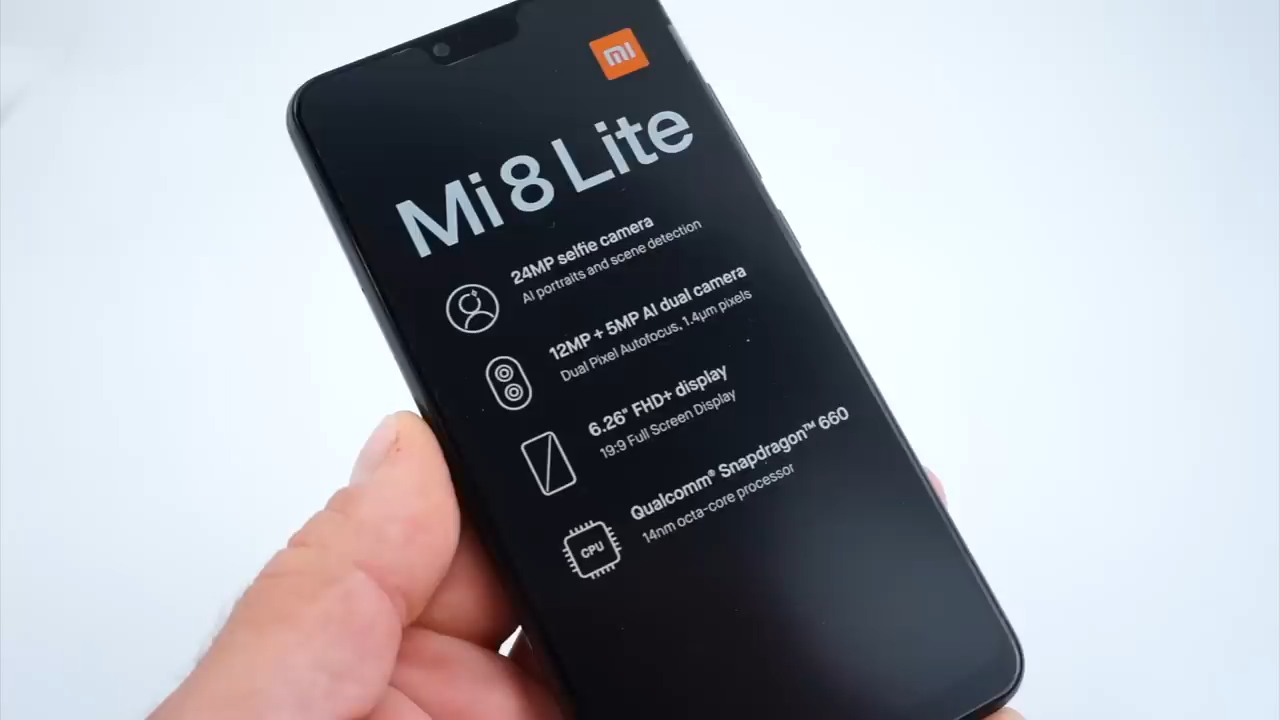 mi
Mi 8 Lite
24MP selfie camera
AI portraits and scene detection
12MP + 5MP AI dual camera
Dual Pixel Autofocus, 1.4μm pixels
6.26" FHD+ display
19:9 Full Screen Display
Qualcomm® Snapdragon™ 660
14nm octa-core processor
CPU